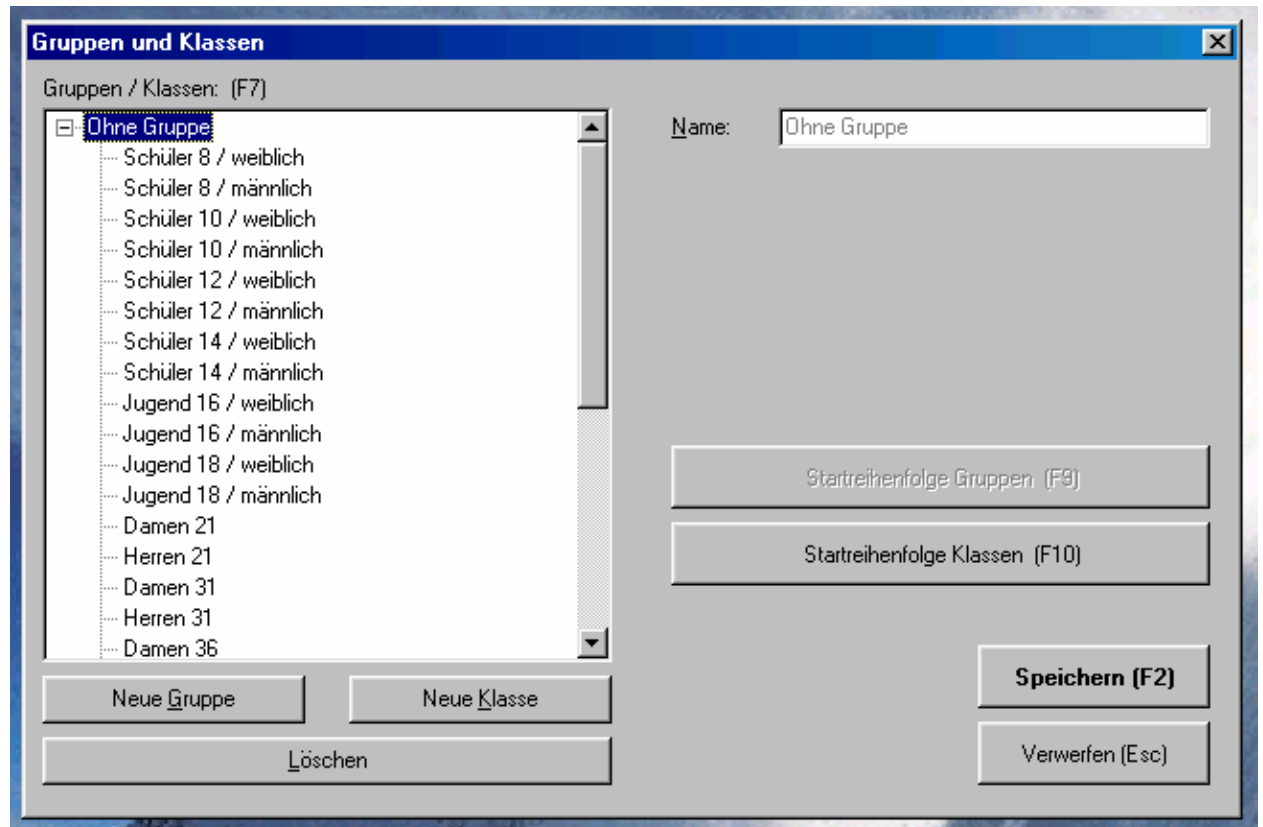 Gruppen und Klassen
Gruppen / Klassen: (F7)
Ohne Gruppe
Schüler 8 / weiblich
Schüler 8 / männlich
Schüler 10 / weiblich
Schüler 10 / männlich
Schüler 12 / weiblich
Schüler 12 / männlich
Schüler 14 / weiblich
Schüler 14 / männlich
Jugend 16 / weiblich
Jugend 16 / männlich
Jugend 18 / weiblich
Jugend 18 / männlich
Damen 21
Herren 21
Damen 31
Herren 31
Damen 36
Neue Gruppe
Neue Klasse
Löschen
Name: Ohne Gruppe
Startreihenfolge Gruppen (F9)
Startreihenfolge Klassen (F10)
Speichern (F2)
Verwerfen (Esc)